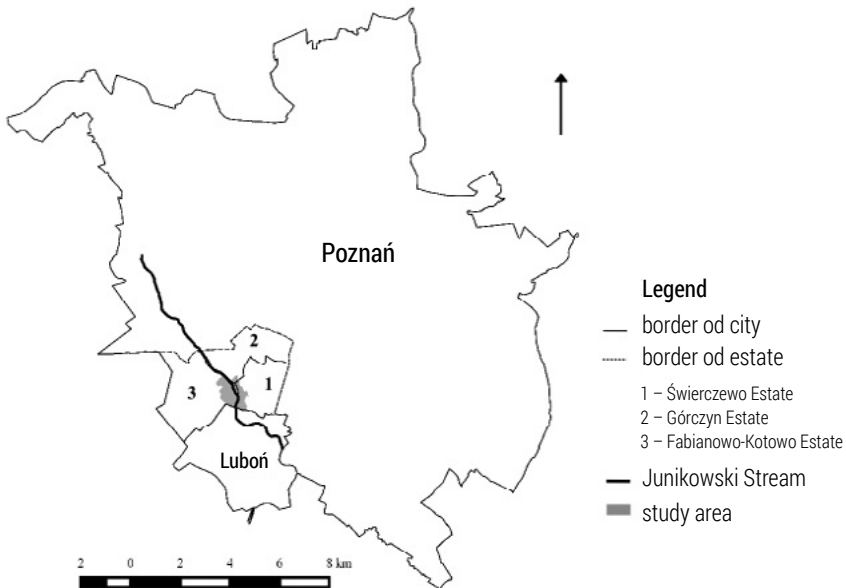 Poznań
2
1
3
Luboń
Legend
border od city
border od estate
1 – Świerczewo Estate
2 – Górczyn Estate
3 – Fabianowo-Kotowo Estate
Junikowski Stream
study area
2 0 2 4 6 8 km